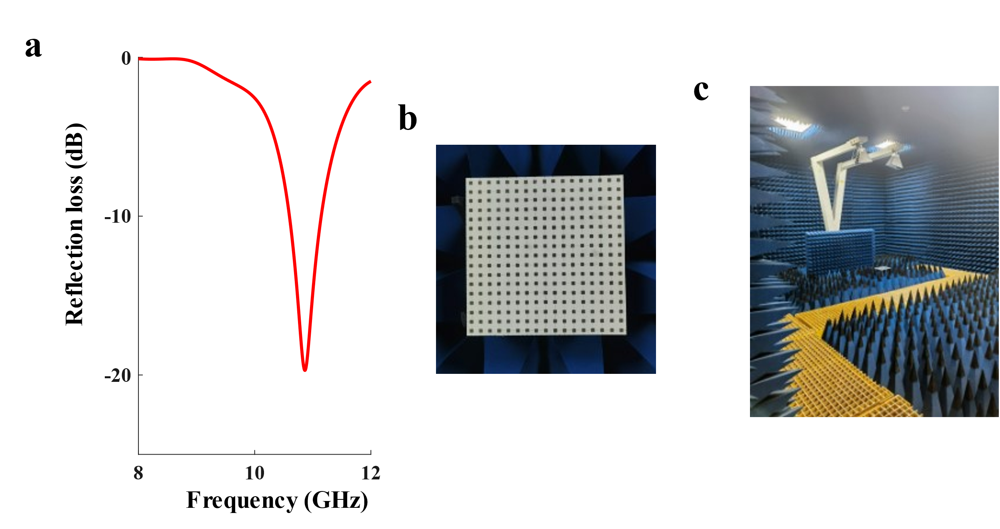 a
0
-10
-20
Reflection loss (dB)
8 10 12
Frequency (GHz)
b
c